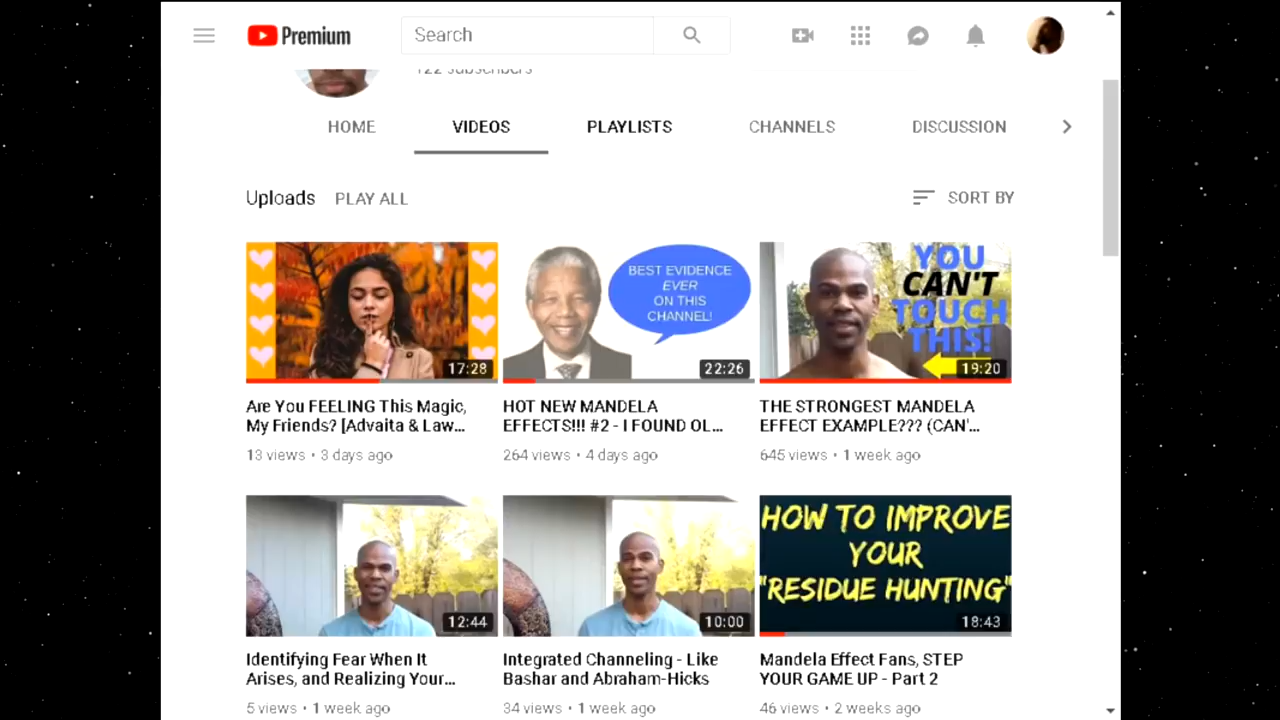 Premium
Search
122 subscribers
HOME VIDEOS PLAYLISTS CHANNELS DISCUSSION
Uploads PLAY ALL SORT BY
BEST EVIDENCE
EVER
ON THIS
CHANNEL!
YOU
CAN'T
TOUCH
THIS!
17:28 22:26 19:20
Are You FEELING This Magic, HOT NEW MANDELA THE STRONGEST MANDELA
My Friends? [Advaita & Law... EFFECTS!!! #2 - I FOUND OL... EFFECT EXAMPLE??? (CAN'...
13 views • 3 days ago 264 views • 4 days ago 645 views • 1 week ago
HOW TO IMPROVE
YOUR
"RESIDUE HUNTING"
12:44 10:00 18:43
Identifying Fear When It Integrated Channeling - Like Mandela Effect Fans, STEP
Arises, and Realizing Your... Bashar and Abraham-Hicks YOUR GAME UP - Part 2
5 views • 1 week ago 34 views • 1 week ago 46 views • 2 weeks ago